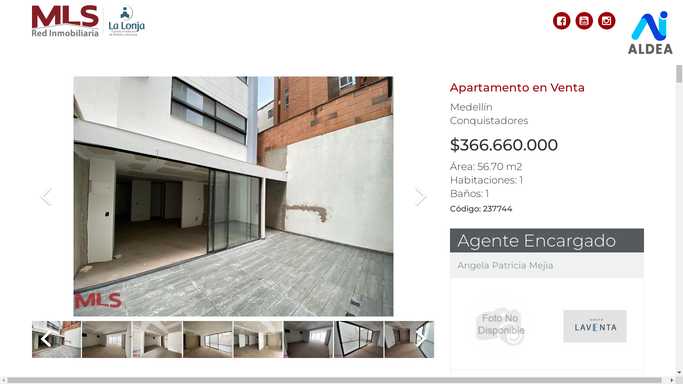 MLS
Red Inmobiliaria
La Lonja
ALDEA
Apartamento en Venta
Medellín
Conquistadores
$366.660.000
Área: 56.70 m2
Habitaciones: 1
Baños: 1
Código: 237744
MLS
Agente Encargado
Angela Patricia Mejia
Foto No
Disponible
LAVENTA